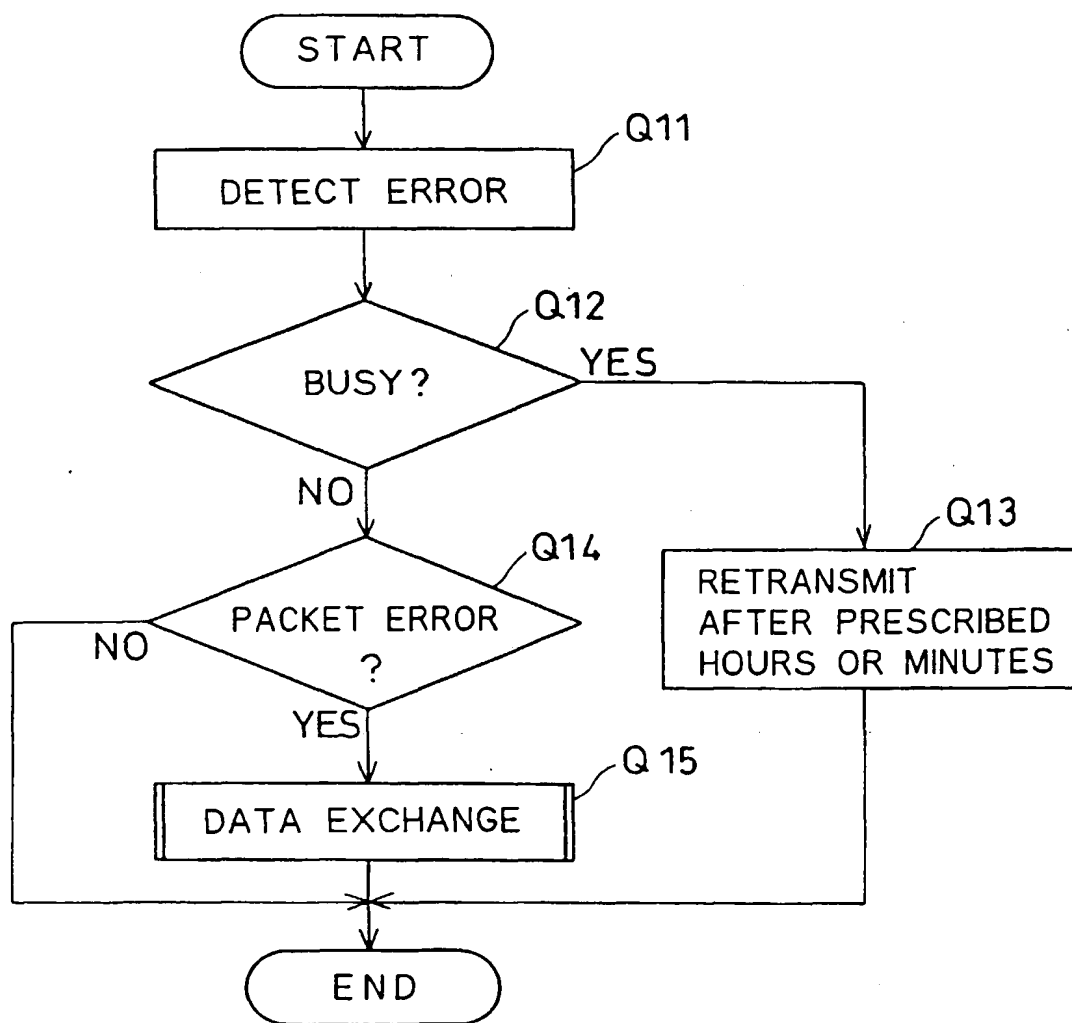 START
Q11
DETECT ERROR
Q12
BUSY?
YES
NO
Q13
RETRANSMIT
AFTER PRESCRIBED
HOURS OR MINUTES
Q14
PACKET ERROR
?
NO
YES
Q15
DATA EXCHANGE
END